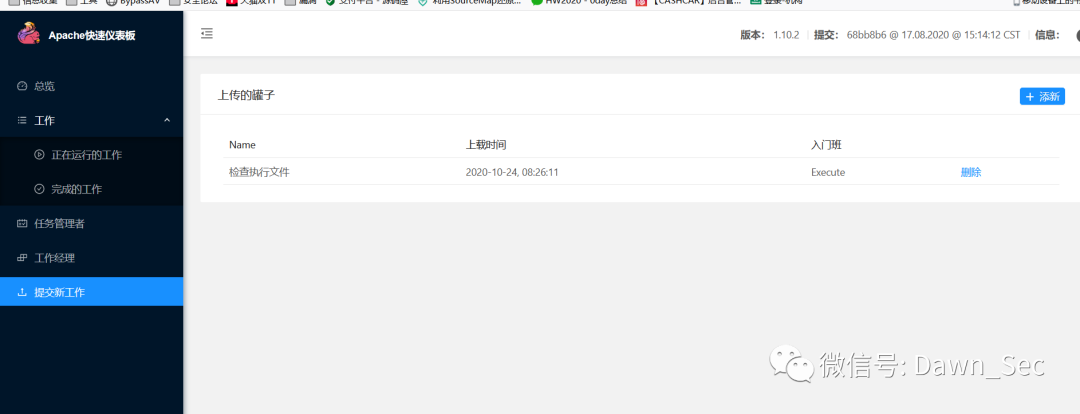 信息收集 工具 BypassAV 安全论坛 天猫双11 漏洞 支付平台 - 源码屋 利用sourceMap还原... HW2020 - 0day总结 【CASHCAR】后台管... 登录-机构 移动设备上的书
Apache快速仪表板
版本： 1.10.2 提交： 68bb8b6 @ 17.08.2020 @ 15:14:12 CST 信息：
总览
工作
正在运行的工作
完成的工作
任务管理者
工作经理
提交新工作
上传的罐子
+ 添新
Name 上载时间 入门班
检查执行文件 2020-10-24, 08:26:11 Execute 删除
微信号: Dawn_Sec